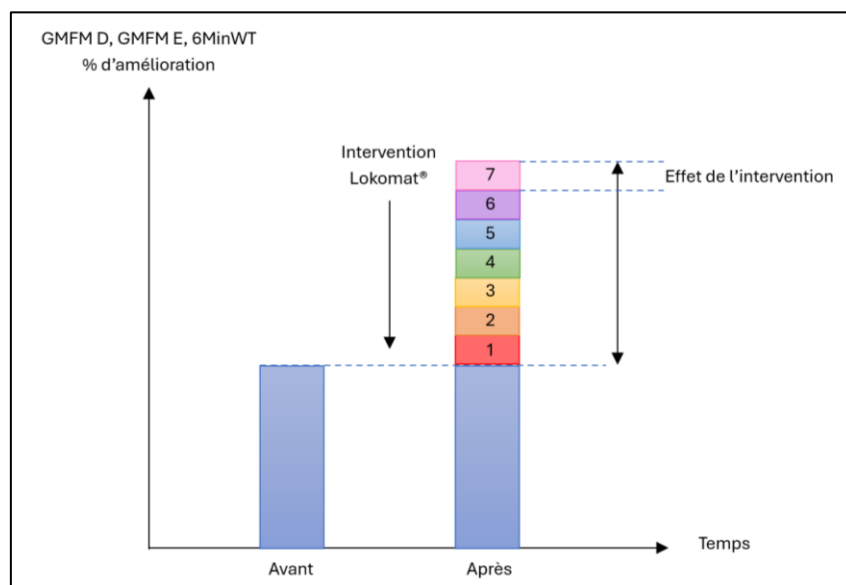 GMFM D, GMFM E, 6MinWT
% d’amélioration
Intervention
Lokomat®
7
Effet de l’intervention
6
5
4
3
2
1
Temps
Avant
Après